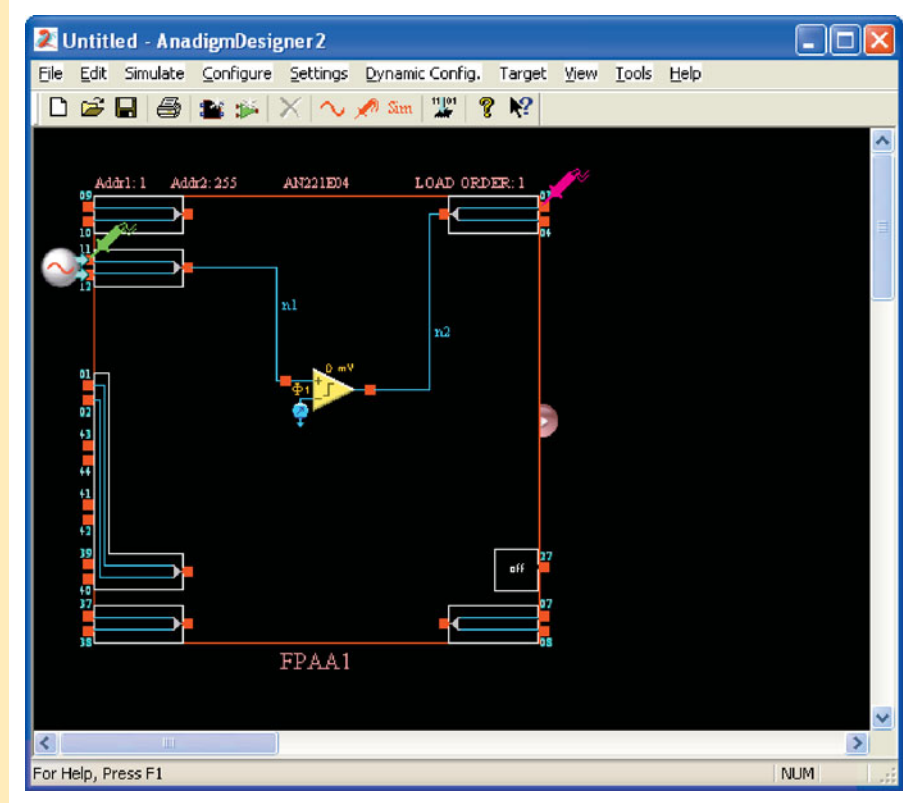 Untitled - AnadigmDesigner2
File Edit Simulate Configure Settings Dynamic Config. Target View Tools Help
Sim
Addr1: 1 Addr2: 255 AN221E04 LOAD ORDER: 1
09
10
11
12
04
n1
n2
0 mV
Φ1
01
02
43
44
41
42
39
40
37
38
off
27
07
08
FPAA1
For Help, Press F1
NUM